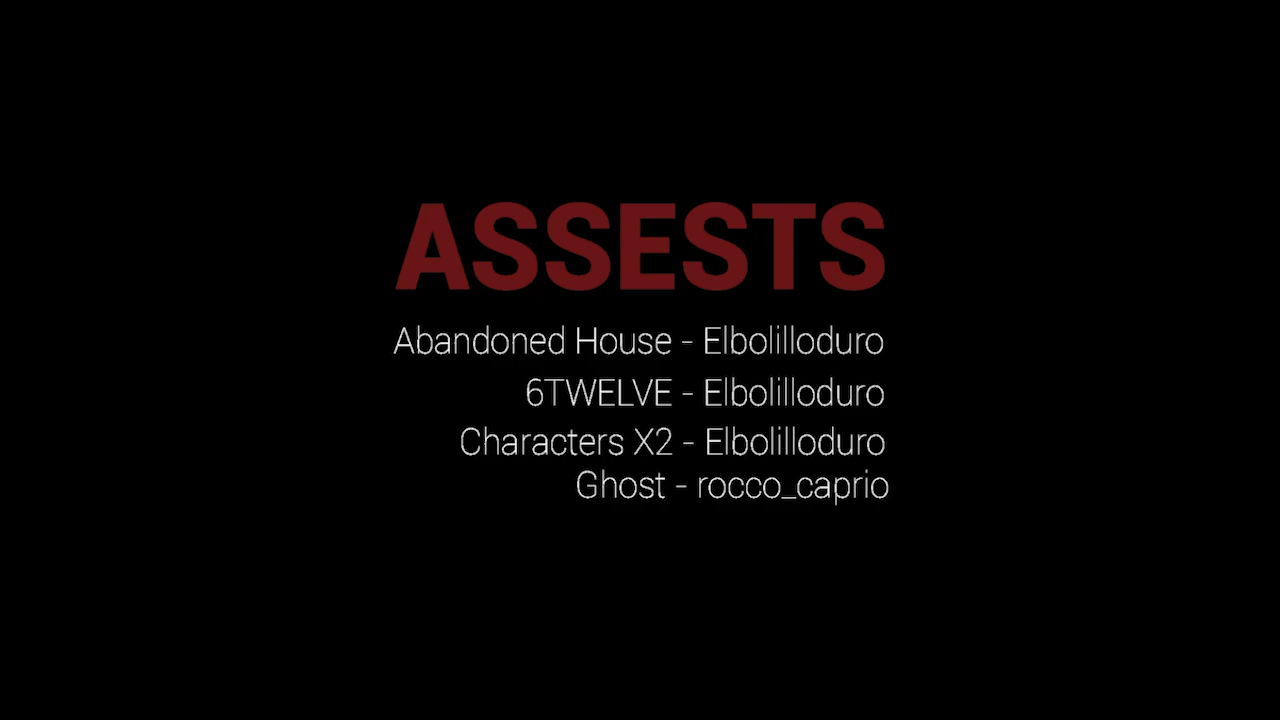 ASSESTS
Abandoned House - Elbolilloduro
6TWELVE - Elbolilloduro
Characters X2 - Elbolilloduro
Ghost - rocco_caprio